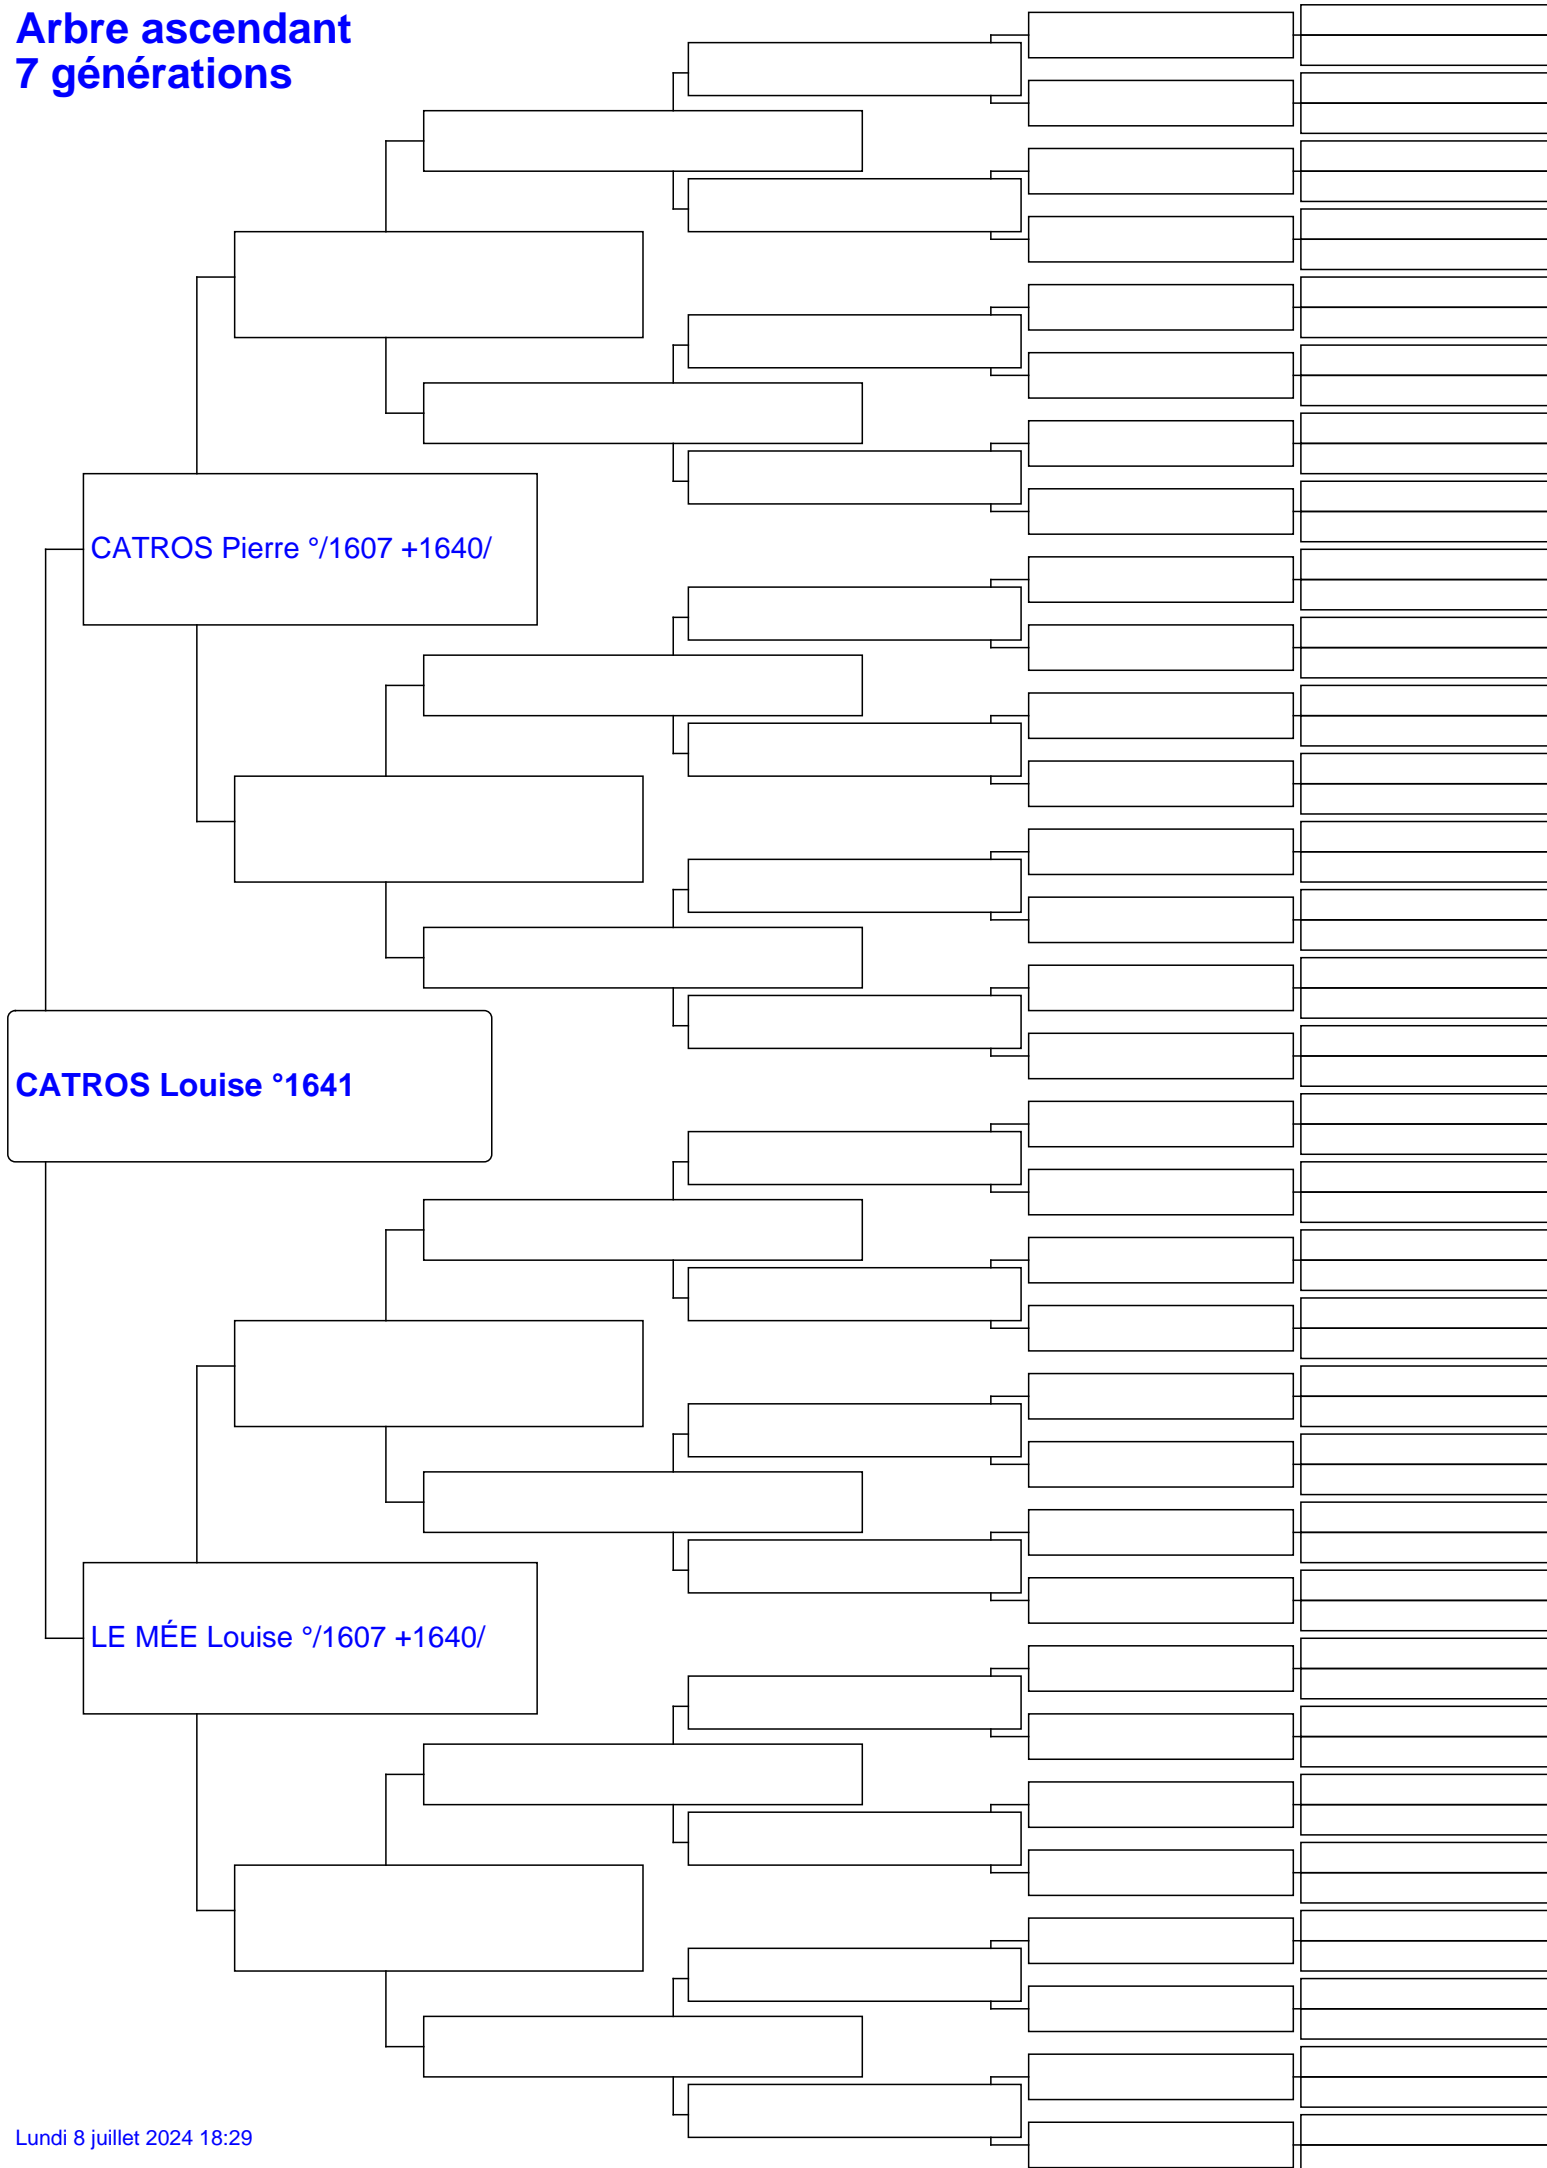 Arbre ascendant
7 générations
CATROS Pierre °/1607 +1640/
CATROS Louise °1641
LE MÉE Louise °/1607 +1640/
Lundi 8 juillet 2024 18:29